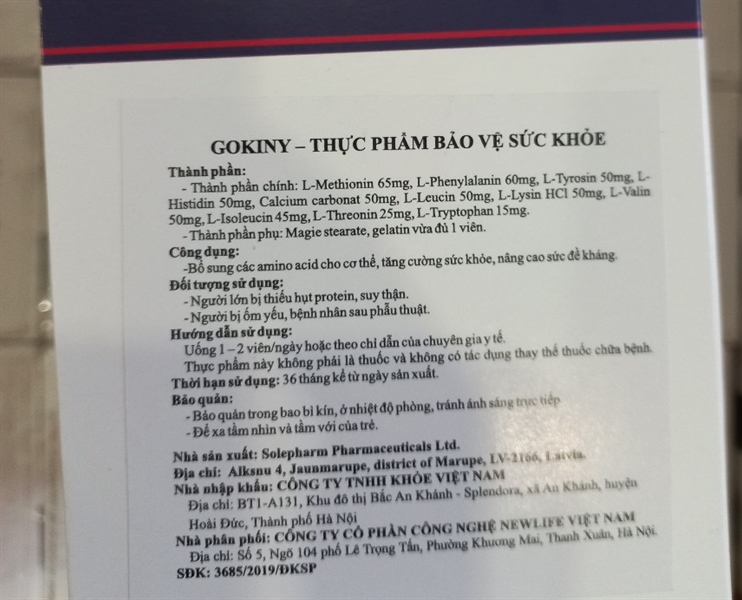 GOKINY – THỰC PHẨM BẢO VỆ SỨC KHỎE
Thành phần:
- Thành phần chính: L-Methionin 65mg, L-Phenylalanin 60mg, L-Tyrosin 50mg, L-
Histidin 50mg, Calcium carbonat 50mg, L-Leucin 50mg, L-Lysin HCl 50mg, L-Valin
50mg, L-Isoleucin 45mg, L-Threonin 25mg, L-Tryptophan 15mg.
- Thành phần phụ: Magie stearate, gelatin vừa đủ 1 viên.
Công dụng:
-Bổ sung các amino acid cho cơ thể, tăng cường sức khỏe, nâng cao sức đề kháng.
Đối tượng sử dụng:
- Người lớn bị thiếu hụt protein, suy thận.
- Người bị ốm yếu, bệnh nhân sau phẫu thuật.
Hướng dẫn sử dụng:
Uống 1 – 2 viên/ngày hoặc theo chỉ dẫn của chuyên gia y tế.
Thực phẩm này không phải là thuốc và không có tác dụng thay thế thuốc chữa bệnh.
Thời hạn sử dụng: 36 tháng kể từ ngày sản xuất.
Bảo quản:
- Bảo quản trong bao bì kín, ở nhiệt độ phòng, tránh ánh sáng trực tiếp
- Để xa tầm nhìn và tầm với của trẻ.
Nhà sản xuất: Solepharm Pharmaceuticals Ltd.
Địa chỉ: Alksnu 4, Jaunmarupe, district of Marupe, LV-2166, Latvia.
Nhà nhập khẩu: CÔNG TY TNHH KHỎE VIỆT NAM
Địa chỉ: BT1-A131, Khu đô thị Bắc An Khánh - Splendora, xã An Khánh, huyện
Hoài Đức, Thành phố Hà Nội
Nhà phân phối: CÔNG TY CỔ PHẦN CÔNG NGHỆ NEWLIFE VIỆT NAM
Địa chỉ: Số 5, Ngõ 104 phố Lê Trọng Tấn, Phường Khương Mai, Thanh Xuân, Hà Nội.
SĐK: 3685/2019/ĐKSP